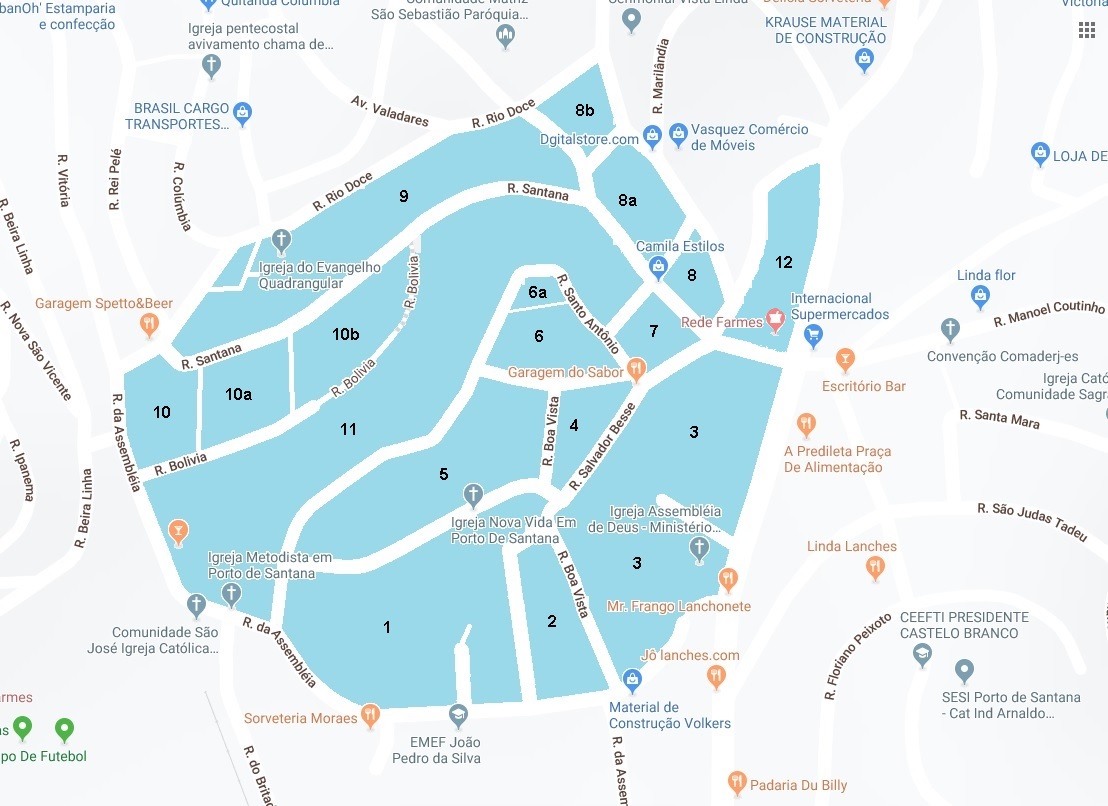 banOh' Estamparia
e confecção
Quitanda Columbia
Comunidade Matriz
São Sebastião Paróquia...
Cerimonial Vista Linda
Delícia Sorveteria
Victoria
Igreja pentecostal
avivamento chama de...
KRAUSE MATERIAL
DE CONSTRUÇÃO
R. Marilândia
BRASIL CARGO
TRANSPORTES...
Av. Valadares
R. Rio Doce
8b
Dgitalstore.com
Vasquez Comércio
de Móveis
LOJA DE
R. Vitória
R. Rei Pelé
R. Colúmbia
R. Rio Doce
9
R. Santana
8a
R. Beira Linha
Igreja do Evangelho
Quadrangular
Camila Estilos
8
12
R. Bolivia
6a
R. Santo Antônio
Linda flor
Garagem Spetto&Beer
Internacional
Supermercados
R. Manoel Coutinho
R. Nova São Vicente
10b
6
7
Rede Farmes
R. Santana
Convenção Comaderj-es
Garagem do Sabor
Escritório Bar
Igreja Cató
Comunidade Sagra
R. Bolivia
10
10a
R. da Assembléia
11
R. Boa Vista
4
R. Salvador Besse
3
R. Santa Mara
A Predileta Praça
De Alimentação
R. Ipanema
R. Bolivia
5
R. Beira Linha
Igreja Nova Vida Em
Porto De Santana
Igreja Assembléia
de Deus - Ministério...
R. São Judas Tadeu
Igreja Metodista em
Porto de Santana
R. Boa Vista
3
Linda Lanches
Mr. Frango Lanchonete
Comunidade São
José Igreja Católica...
R. da Assembléia
1
2
R. Floriano Peixoto
CEEFTI PRESIDENTE
CASTELO BRANCO
Jô lanches.com
SESI Porto de Santana
- Cat Ind Arnaldo...
armes
Sorveteria Moraes
Material de
Construção Volkers
as
po De Futebol
EMEF João
Pedro da Silva
R. do Britac
R. da Assem
Padaria Du Billy